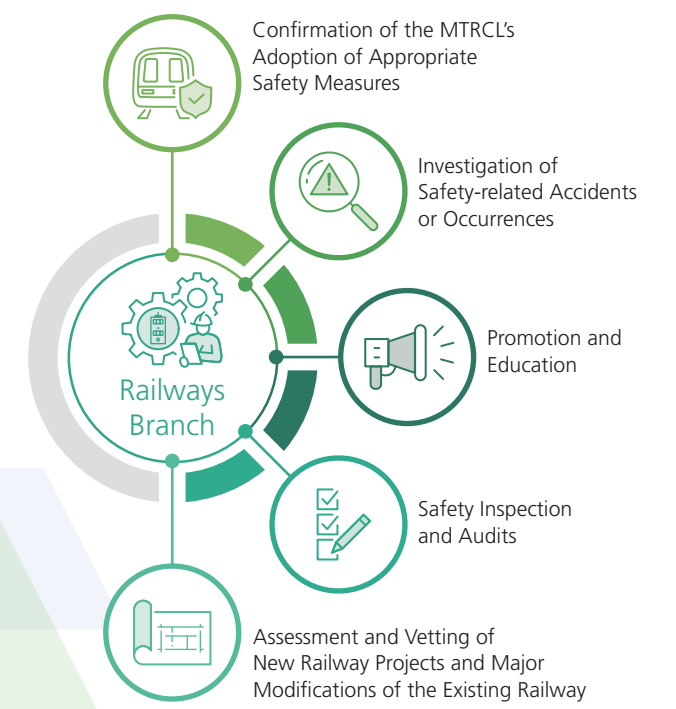 Confirmation of the MTRCL's
Adoption of Appropriate
Safety Measures
Investigation of
Safety-related Accidents
or Occurrences
Promotion and
Education
Railways
Branch
Safety Inspection
and Audits
Assessment and Vetting of
New Railway Projects and Major
Modifications of the Existing Railway